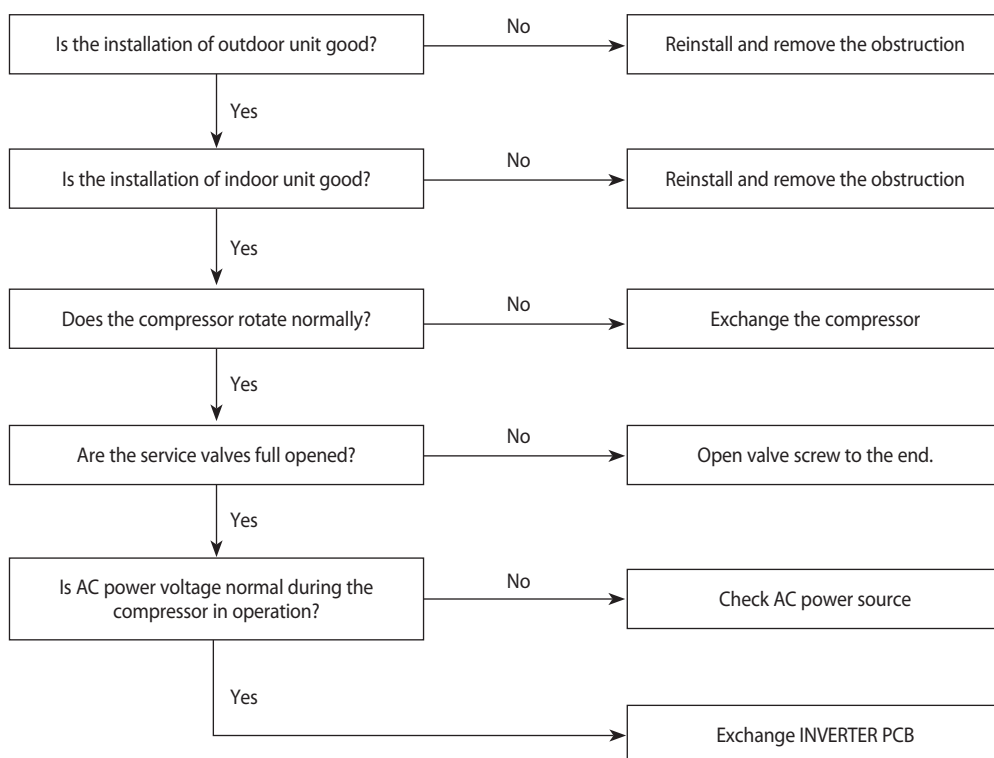 Is the installation of outdoor unit good?
No
Reinstall and remove the obstruction
Yes
Is the installation of indoor unit good?
No
Reinstall and remove the obstruction
Yes
Does the compressor rotate normally?
No
Exchange the compressor
Yes
Are the service valves full opened?
No
Open valve screw to the end.
Yes
Is AC power voltage normal during the
compressor in operation?
No
Check AC power source
Yes
Exchange INVERTER PCB